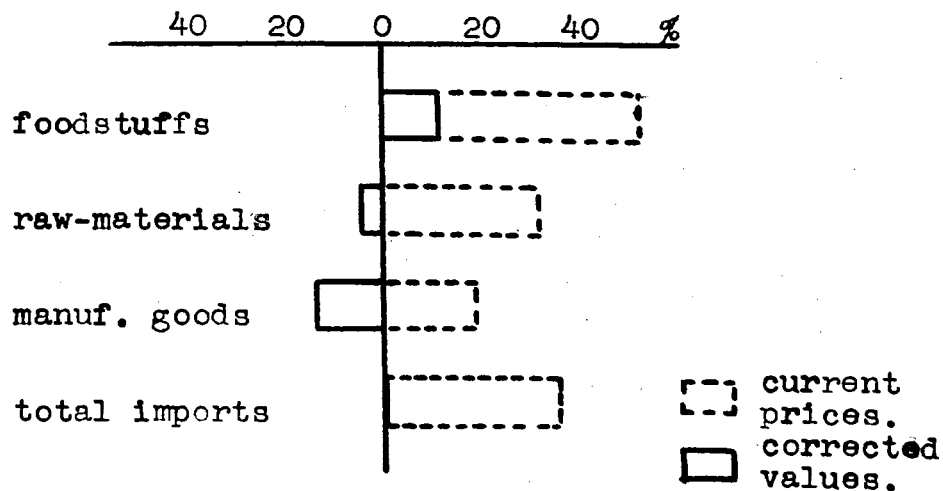 40 20 0 20 40 %
foodstuffs
raw-materials
manuf. goods
total imports
current
prices.
corrected
values.